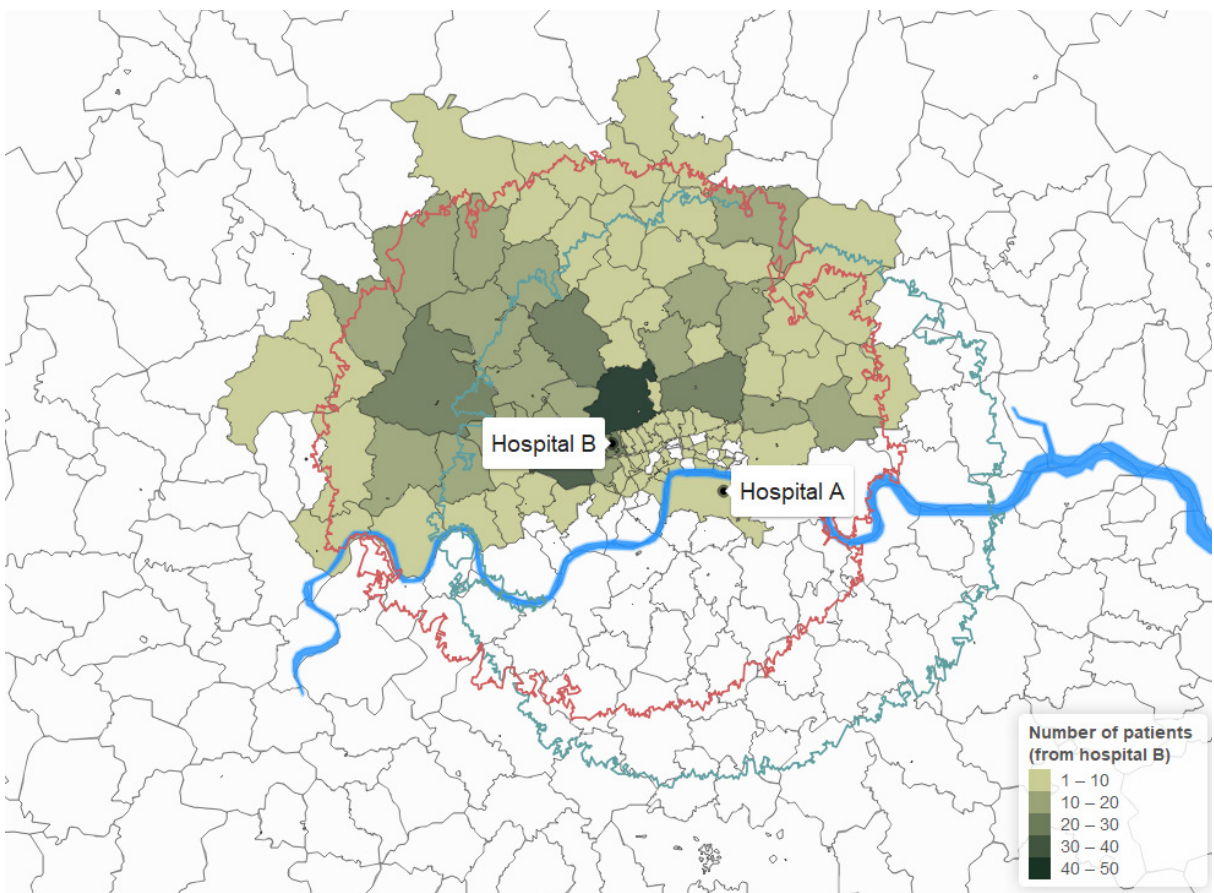 Hospital B
Hospital A
Number of patients
(from hospital B)
1 – 10
10 – 20
20 – 30
30 – 40
40 – 50